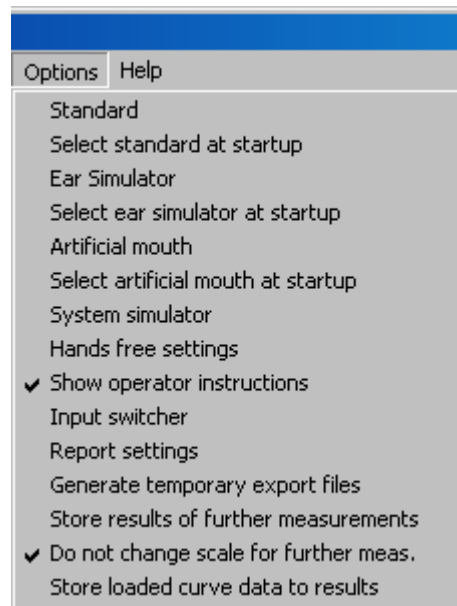 Options Help
Standard
Select standard at startup
Ear Simulator
Select ear simulator at startup
Artificial mouth
Select artificial mouth at startup
System simulator
Hands free settings
Show operator instructions
Input switcher
Report settings
Generate temporary export files
Store results of further measurements
Do not change scale for further meas.
Store loaded curve data to results